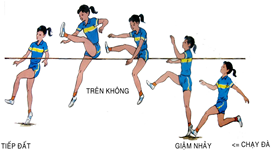 TRÊN KHÔNG
TIẾP ĐẤT
GIẬM NHẢY
<= CHẠY ĐÀ